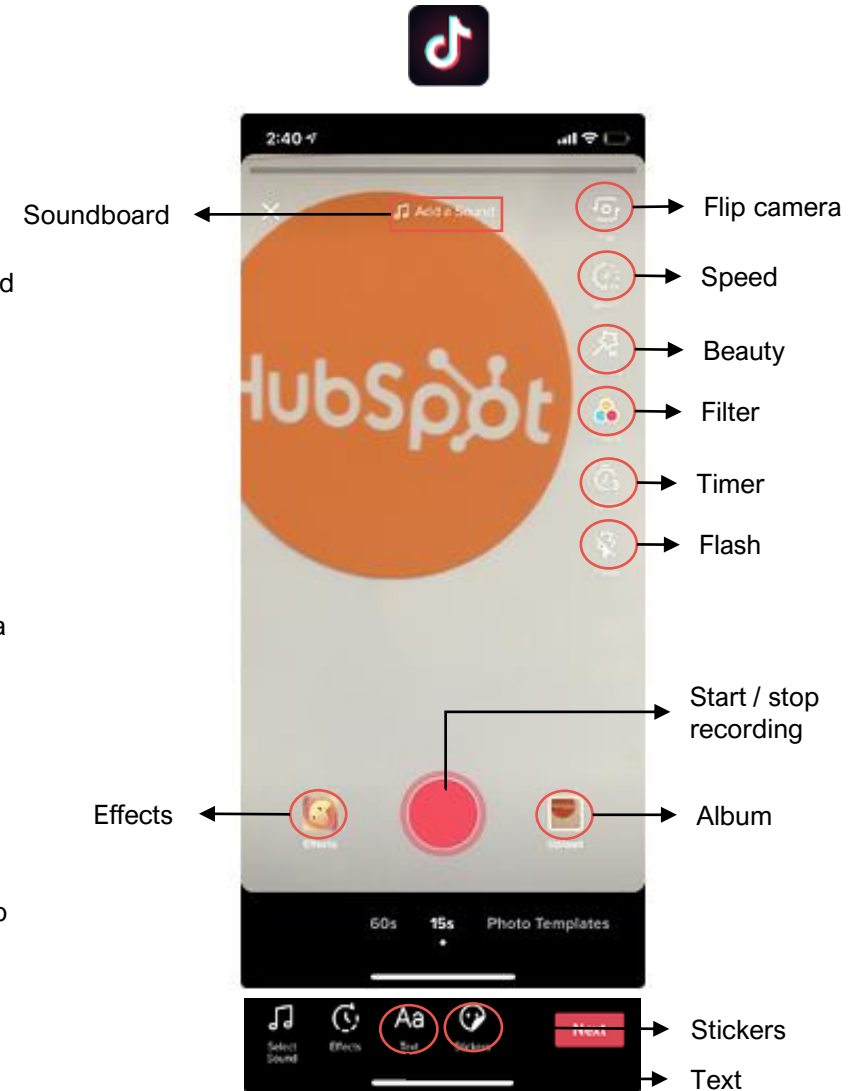 2:40
Soundboard
Add a Sound
Flip camera
d
Speed
HubSpot
Beauty
Filter
Timer
Flash
a
Start / stop
recording
Effects
Effects
Upload
Album
o
60s 15s Photo Templates
Aa
Select
Sound
Effects
Text
Stickers
Next
Stickers
Text